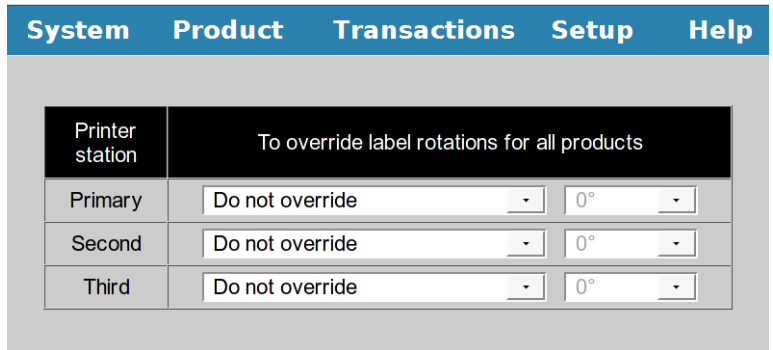 System Product Transactions Setup Help
Printer station To override label rotations for all products
Primary Do not override 0°
Second Do not override 0°
Third Do not override 0°